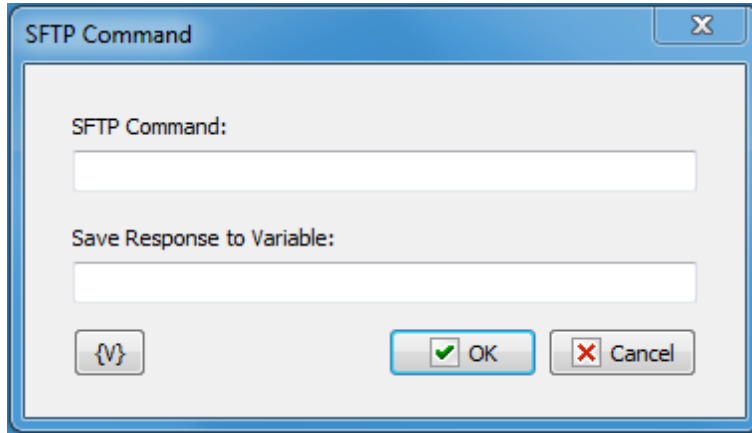 SFTP Command
SFTP Command:
Save Response to Variable:
{V} OK Cancel